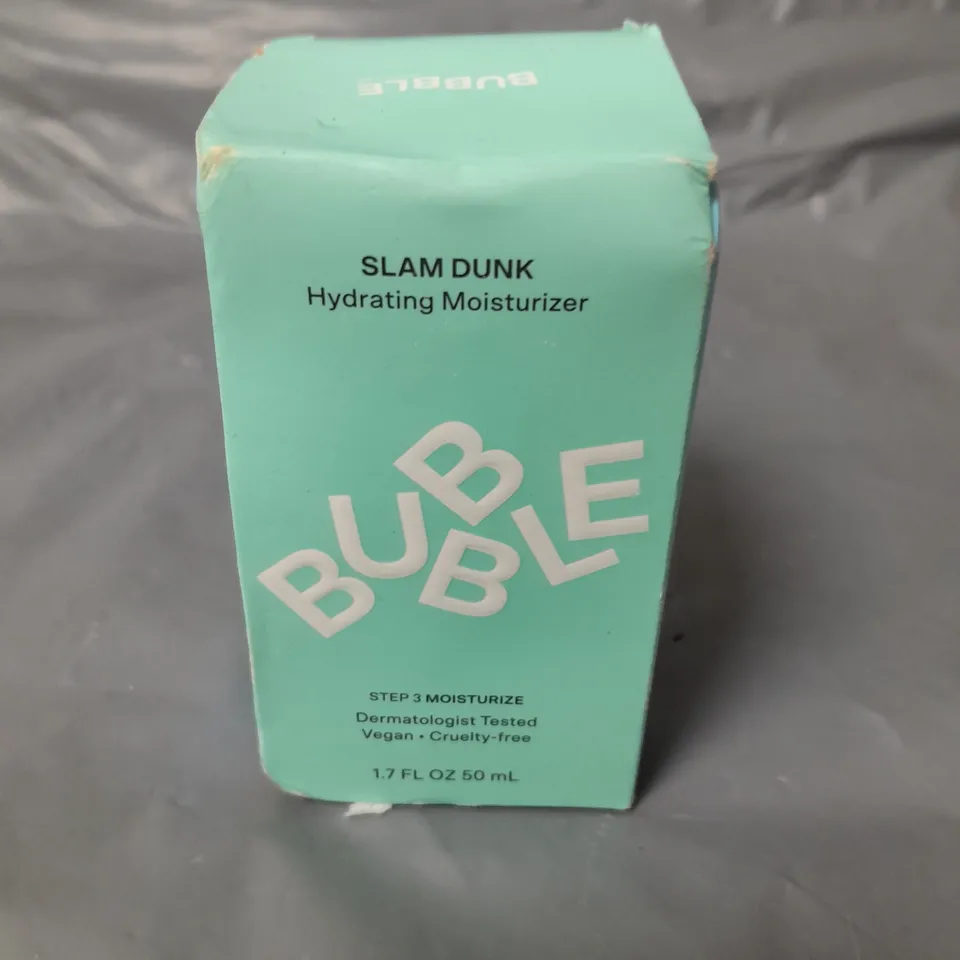 BUBBLE
SLAM DUNK
Hydrating Moisturizer
BUBBLE
STEP 3 MOISTURIZE
Dermatologist Tested
Vegan • Cruelty-free
1.7 FL OZ 50 mL